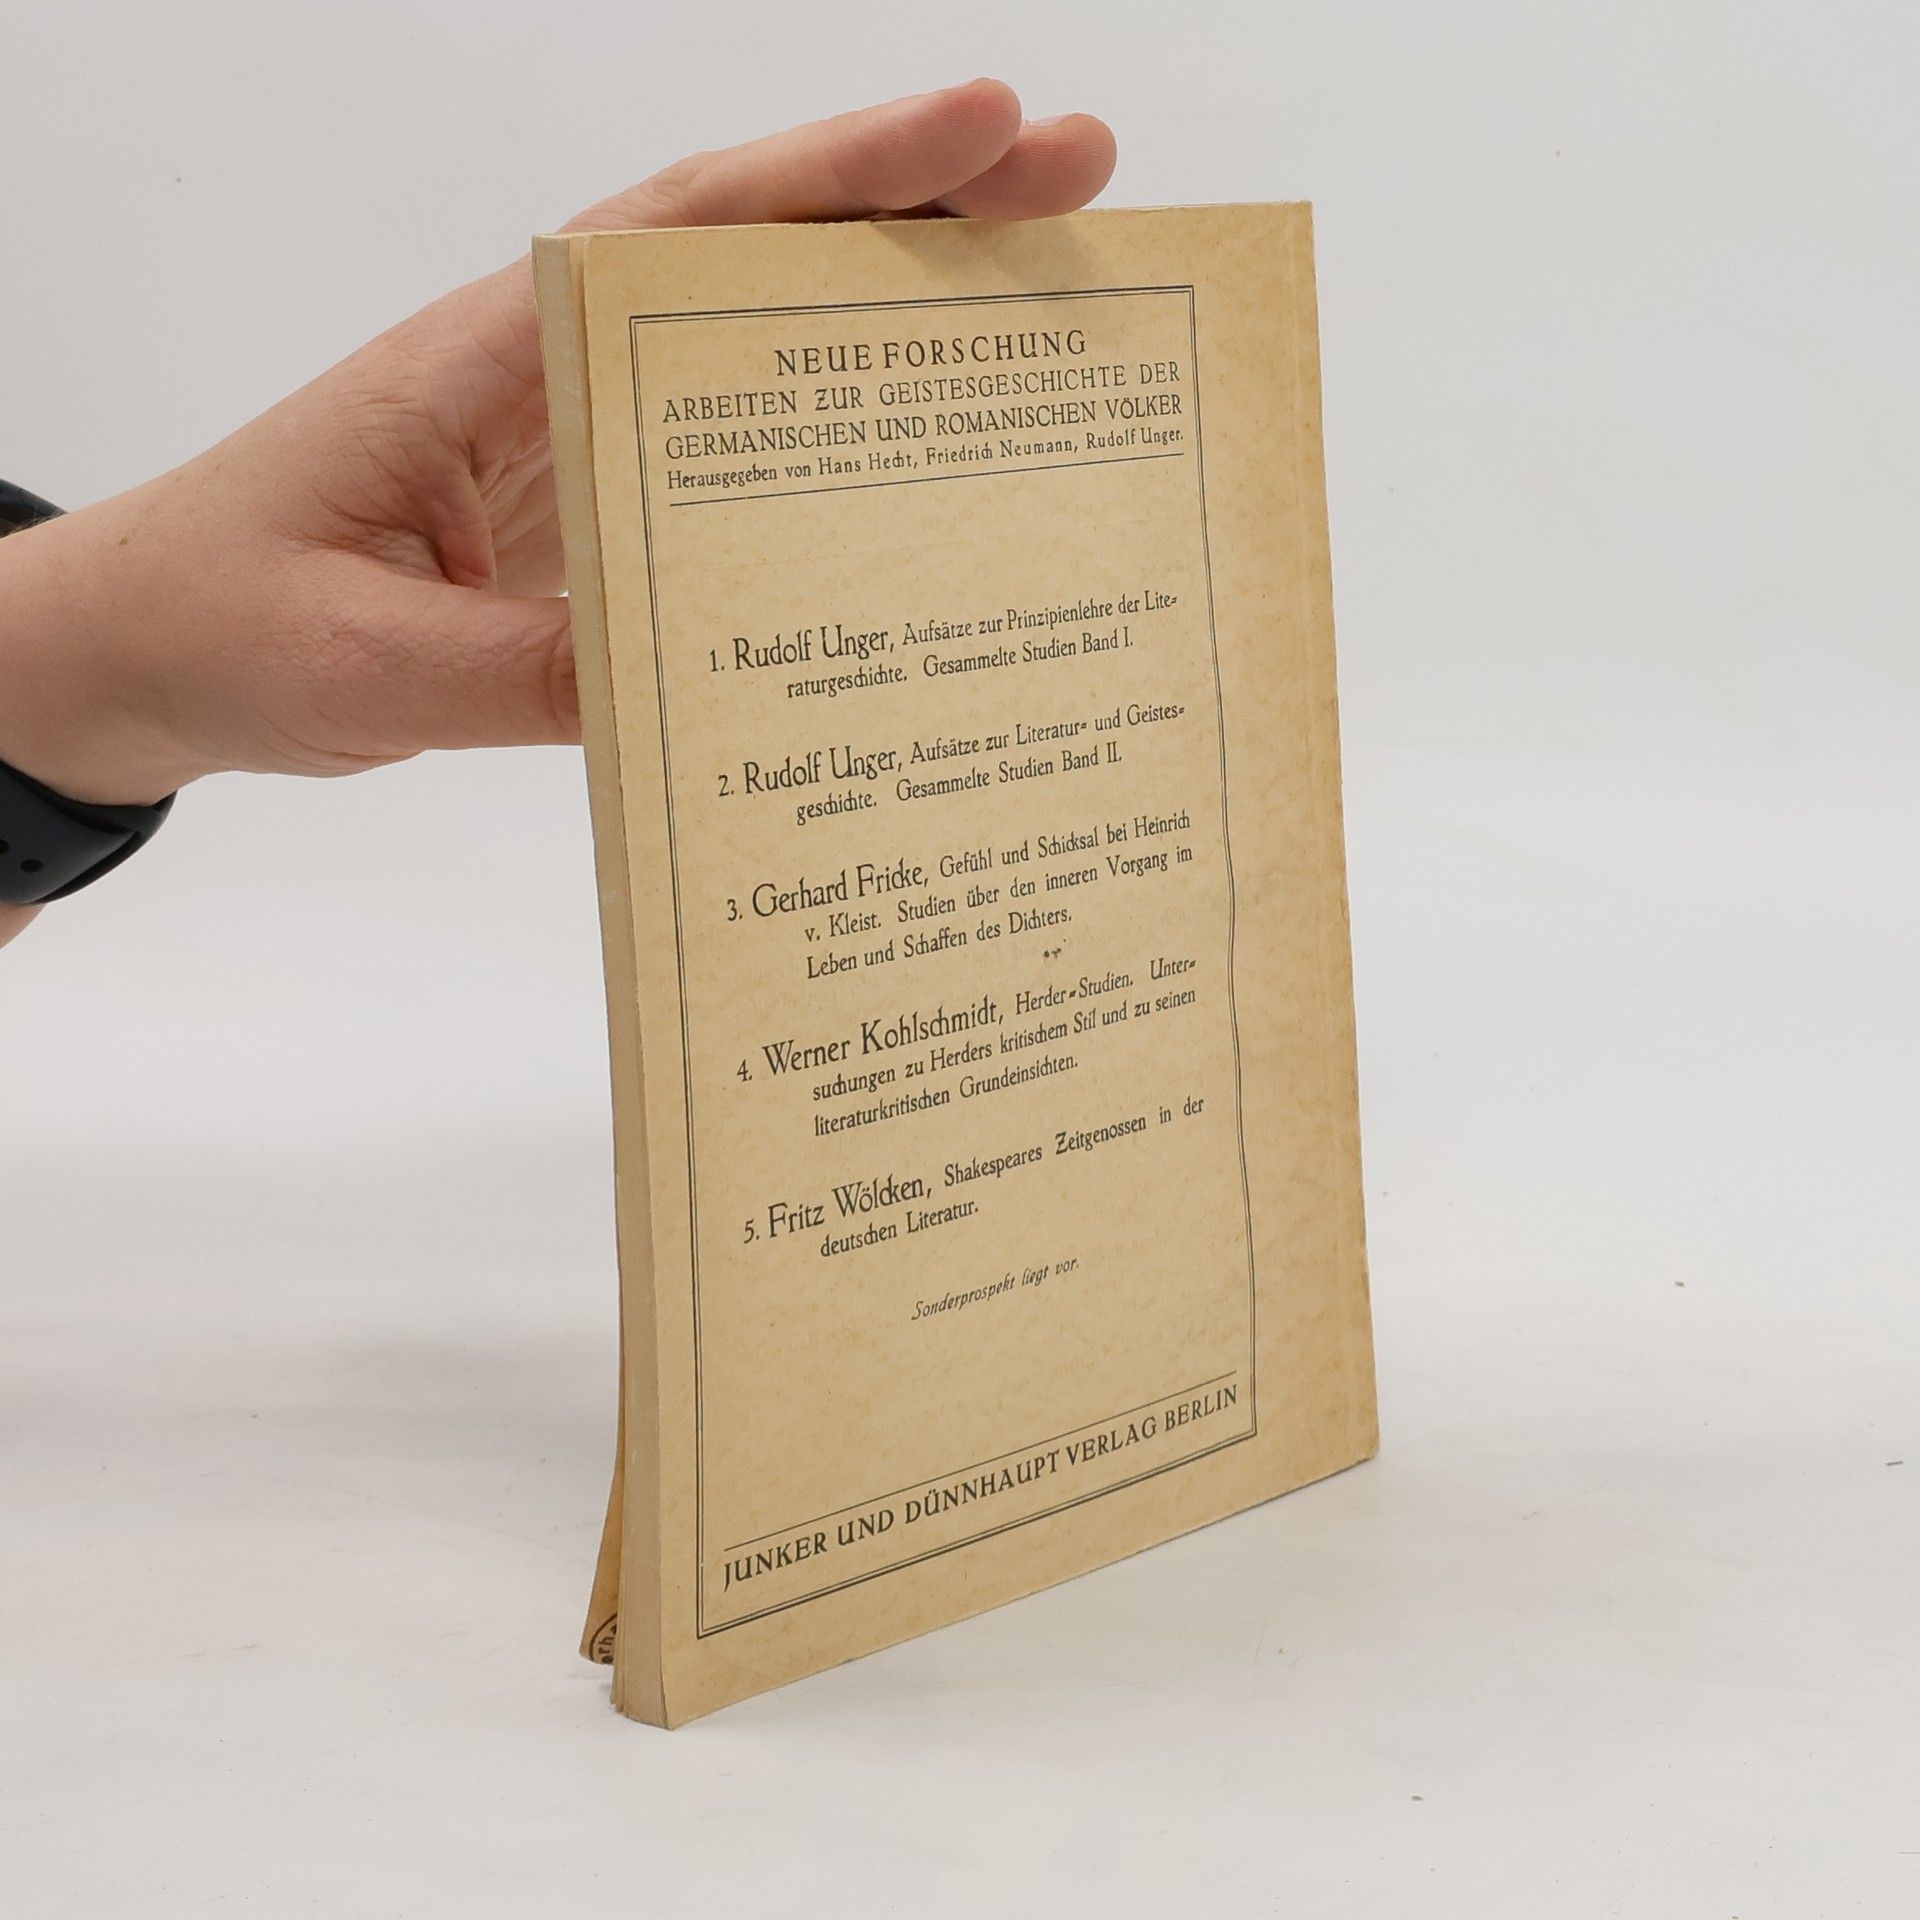 NEUE FORSCHUNG
ARBEITEN ZUR GEISTESGESCHICHTE DER
GERMANISCHEN UND ROMANISCHEN VÖLKER
Herausgegeben von Hans Hecht, Friedrich Neumann, Rudolf Unger.
1. Rudolf Unger, Aufsätze zur Prinzipienlehre der Lite=
raturgeschichte. Gesammelte Studien Band I.
2. Rudolf Unger, Aufsätze zur Literatur= und Geistes=
geschichte. Gesammelte Studien Band II.
3. Gerhard Fricke, Gefühl und Schicksal bei Heinrich
v. Kleist. Studien über den inneren Vorgang im
Leben und Schaffen des Dichters.
4. Werner Kohlschmidt, Herder=Studien. Unter=
suchungen zu Herders kritischem Stil und zu seinen
literaturkritischen Grundeinsichten.
5. Fritz Wölcken, Shakespeares Zeitgenossen in der
deutschen Literatur.
Sonderprospekt liegt vor.
JUNKER UND DÜNNHAUPT VERLAG BERLIN